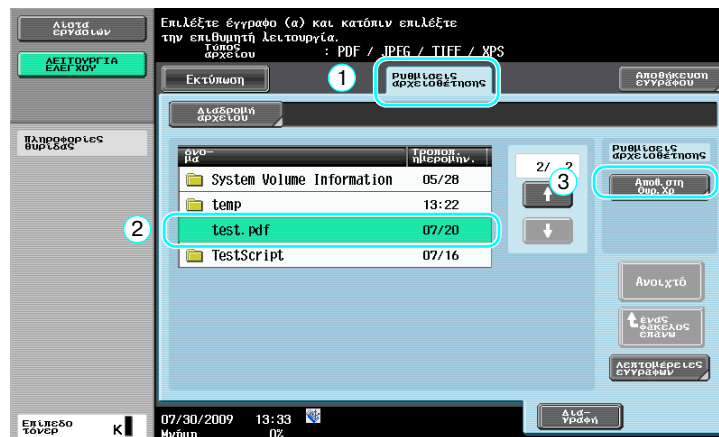 Λίστα
εργασιών
ΛΕΙΤΟΥΡΓΙΑ
ΕΛΕΓΧΟΥ
Πληροφορίες
θυρίδας
Επίπεδο
τόνερ
K
Επιλέξτε έγγραφο (α) και κατόπιν επιλέξτε
την επιθυμητή λειτουργία.
Τύπος
αρχείου : PDF / JPEG / TIFF / XPS
Εκτύπωση
1
Ρυθμίσεις
αρχειοθέτησης
Αποθήκευση
εγγράφου
Διαδρομή
αρχείου
όνο-
μα
Τροποπ.
ημερομην.
System Volume Information 05/28
temp 13:22
2
test.pdf 07/20
TestScript 07/16
2/ 2
3
Ρυθμίσεις
αρχειοθέτησης
Αποθ. στη
Θυρ. Χρ
Ανοιχτό
ένας
φάκελος
επάνω
Λεπτομέρειες
εγγράφων
Δια-
γραφή
07/30/2009 13:33
Μνήμη 0%